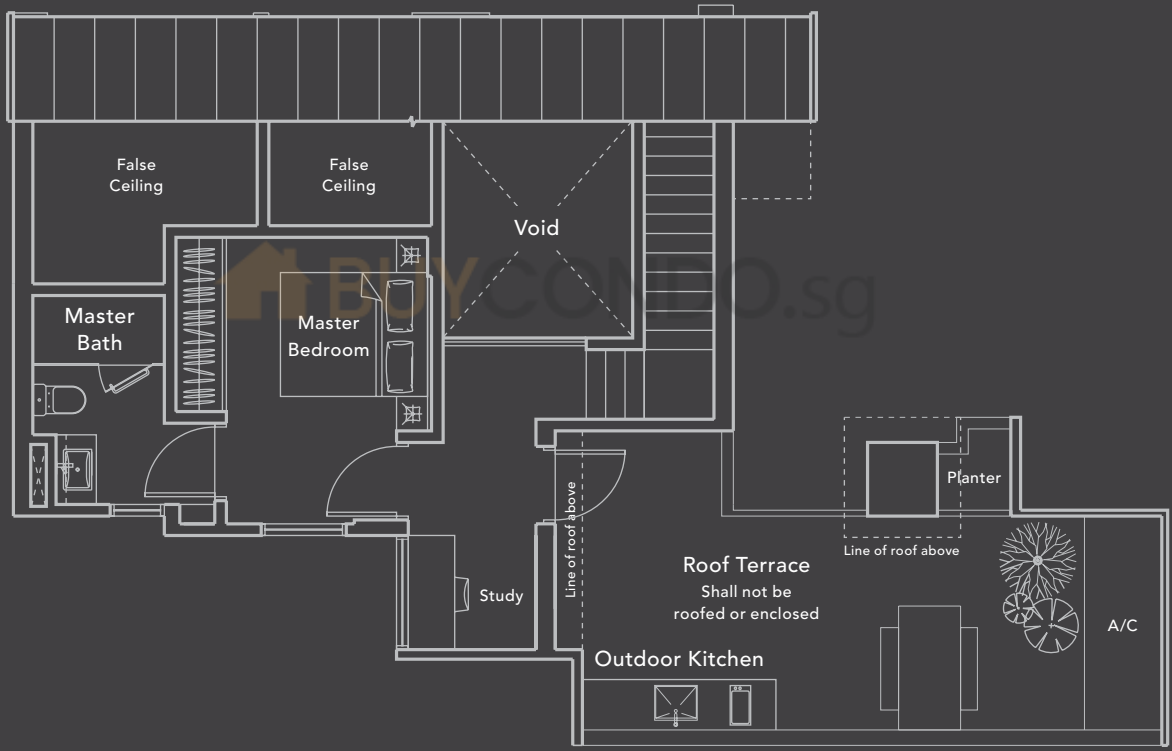 False
Ceiling
False
Ceiling
Void
BUYCONDO.sg
Master
Bath
Master
Bedroom
Planter
Line of roof above
Line of roof above
Roof Terrace
Shall not be
roofed or enclosed
Study
A/C
Outdoor Kitchen